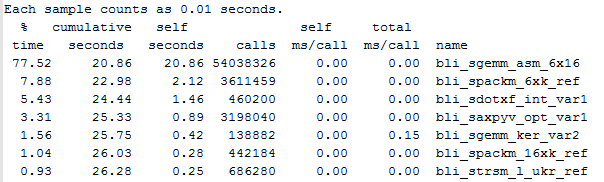 Each sample counts as 0.01 seconds.
% cumulative self self total
time seconds seconds calls ms/call ms/call name
77.52 20.86 20.86 54038326 0.00 0.00 bli_sgemm_asm_6x16
7.88 22.98 2.12 3611459 0.00 0.00 bli_spackm_6xk_ref
5.43 24.44 1.46 460200 0.00 0.00 bli_sdotxf_int_var1
3.31 25.33 0.89 3198040 0.00 0.00 bli_saxpyv_opt_var1
1.56 25.75 0.42 138882 0.00 0.15 bli_sgemm_ker_var2
1.04 26.03 0.28 442184 0.00 0.00 bli_spackm_16xk_ref
0.93 26.28 0.25 686280 0.00 0.00 bli_strsm_l_ukr_ref